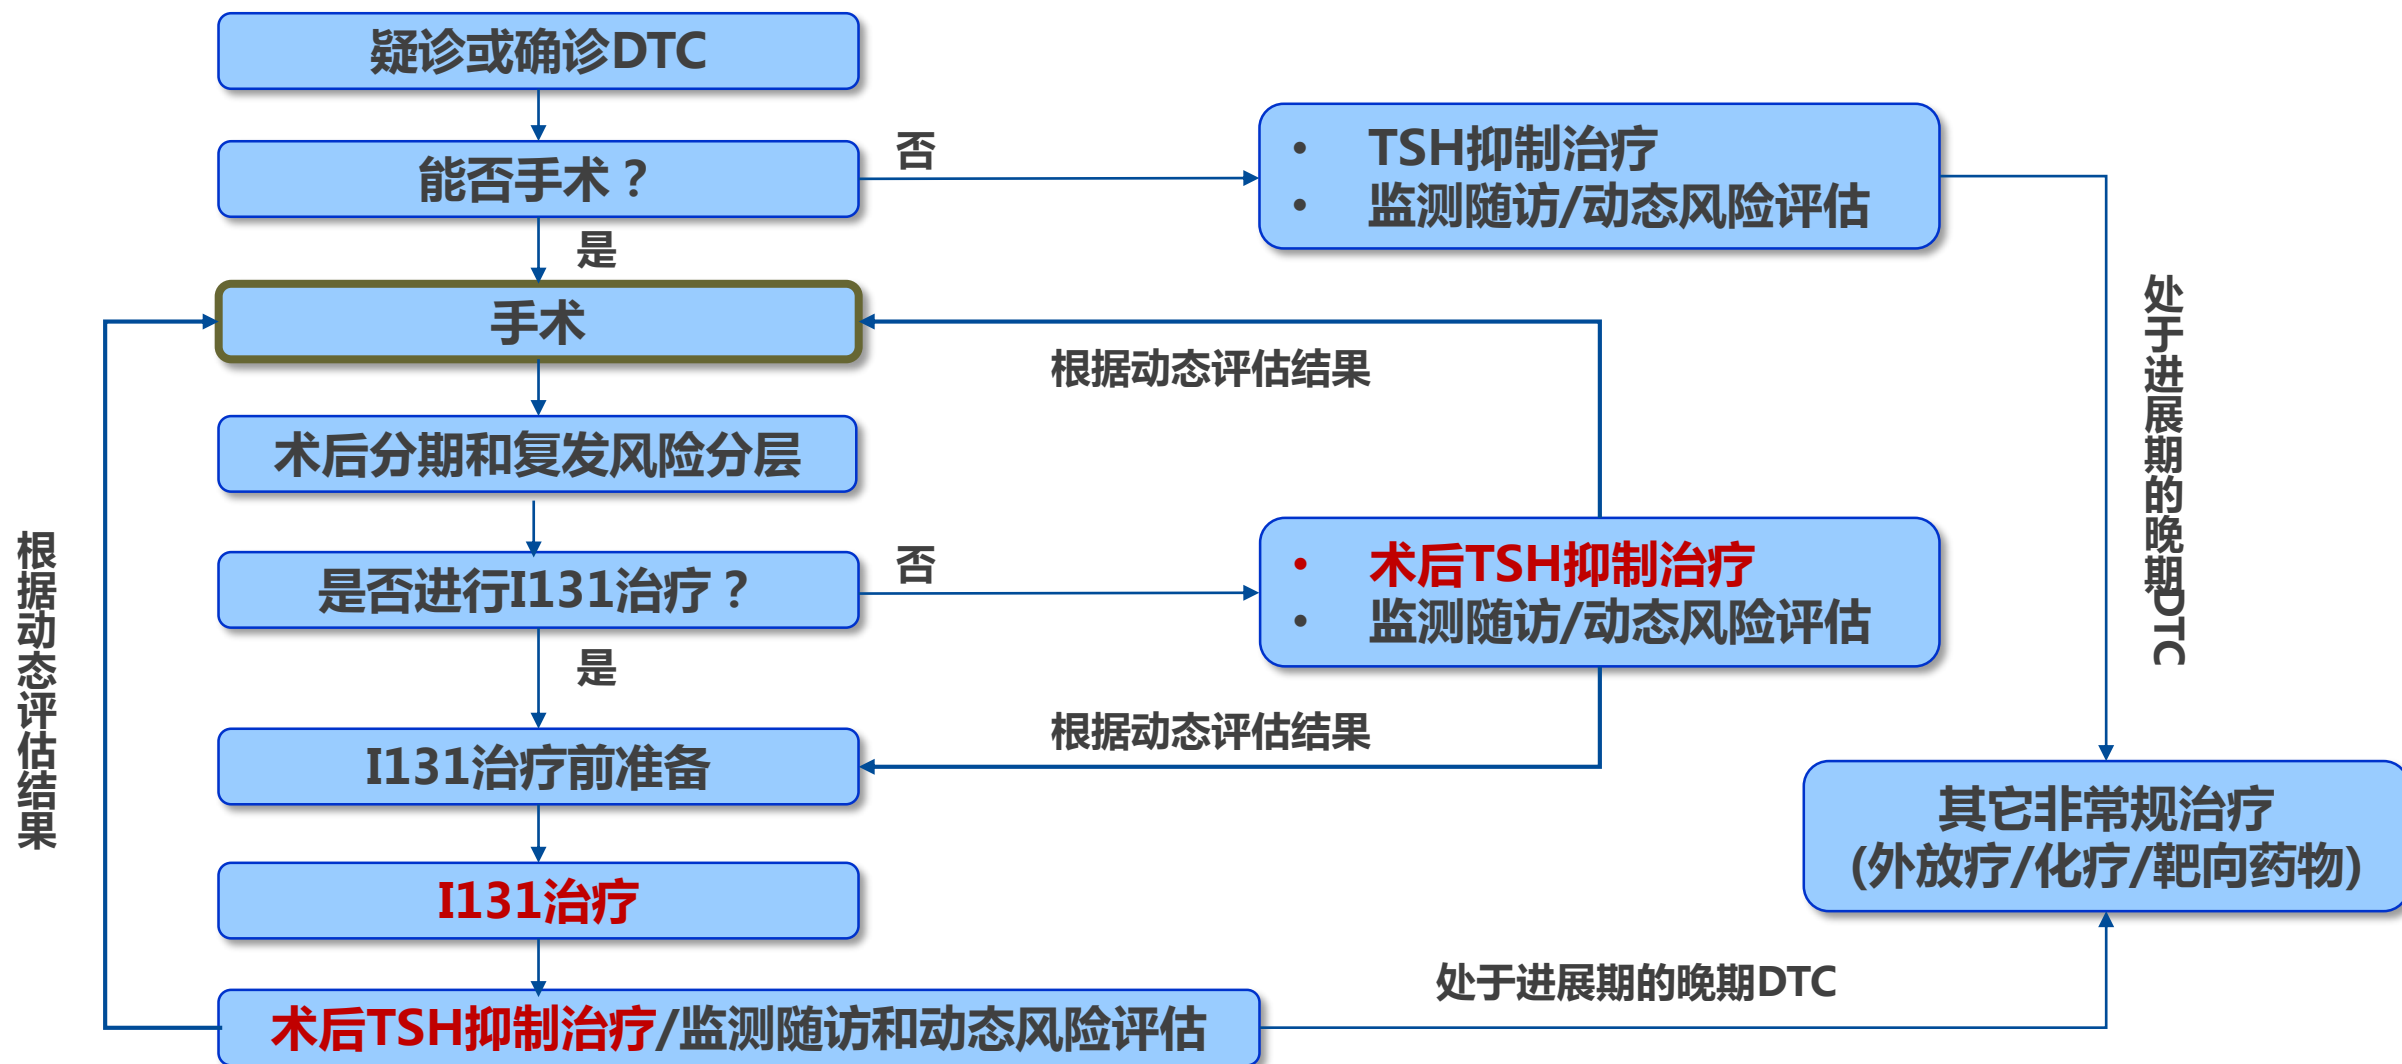 疑诊或确诊DTC
能否手术？
否
• TSH抑制治疗
• 监测随访/动态风险评估
是
手术
根据动态评估结果
处于进展期的晚期DTC
术后分期和复发风险分层
根据动态评估结果
是否进行I131治疗？
否
• 术后TSH抑制治疗
• 监测随访/动态风险评估
是
根据动态评估结果
I131治疗前准备
其它非常规治疗
(外放疗/化疗/靶向药物)
I131治疗
处于进展期的晚期DTC
术后TSH抑制治疗/监测随访和动态风险评估